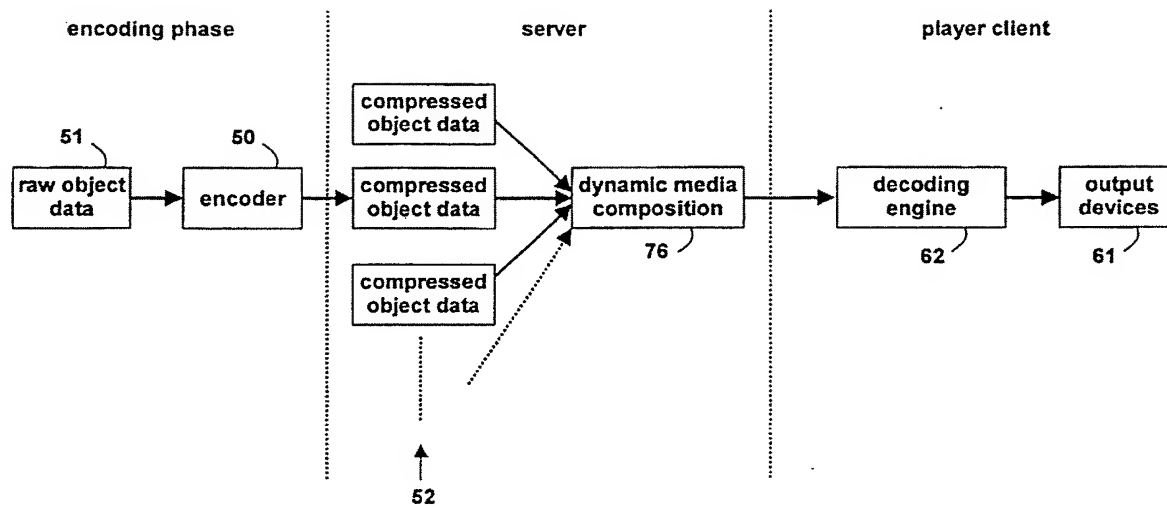 encoding phase
server
player client
51
raw object
data
50
encoder
compressed
object data
compressed
object data
compressed
object data
52
dynamic media
composition
76
decoding
engine
62
output
devices
61